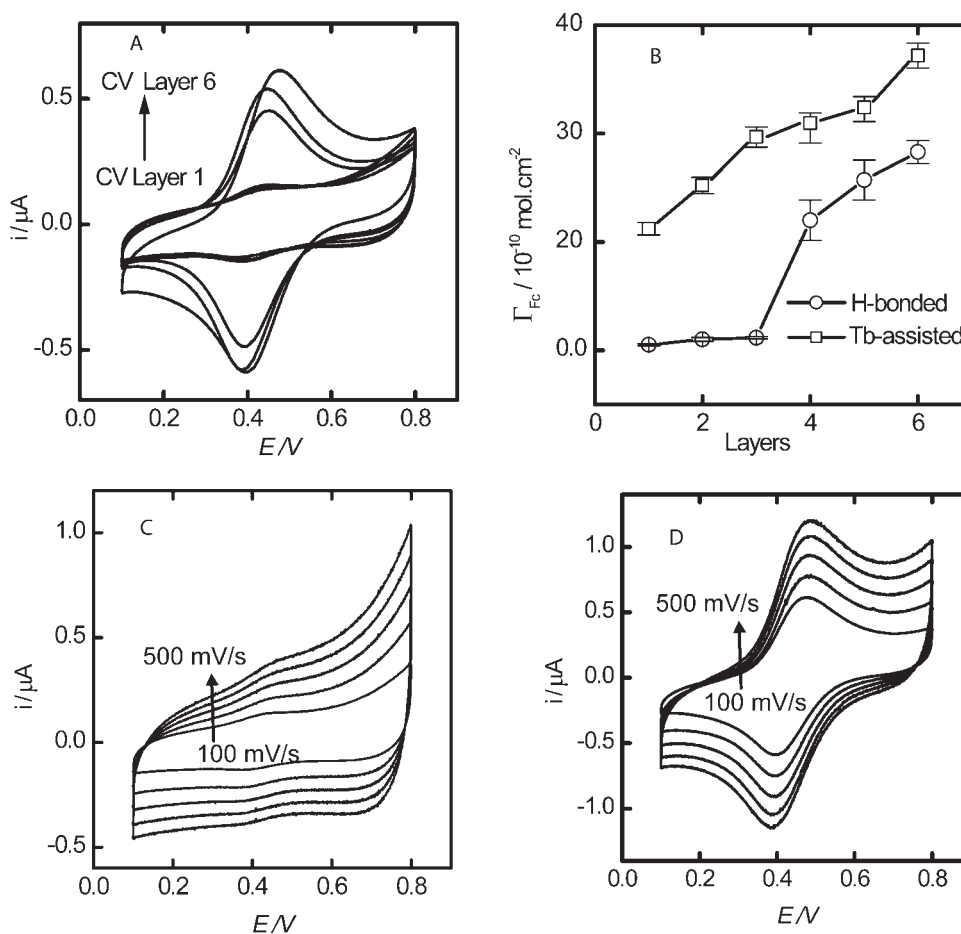 A
CV Layer 6
CV Layer 1
0.5
0.0
-0.5
i / µA
0.0 0.2 0.4 0.6 0.8
E /V
B
40
30
20
0.0
ΓFc / 10⁻¹⁰ mol.cm⁻²
H-bonded
Tb-assisted
0 2 4 6
Layers
C
1.0
0.5
0.0
-0.5
i / µA
500 mV/s
100 mV/s
0.0 0.2 0.4 0.6 0.8
E /V
D
1.0
0.5
0.0
-0.5
-1.0
i / µA
500 mV/s
100 mV/s
0.0 0.2 0.4 0.6 0.8
E /V